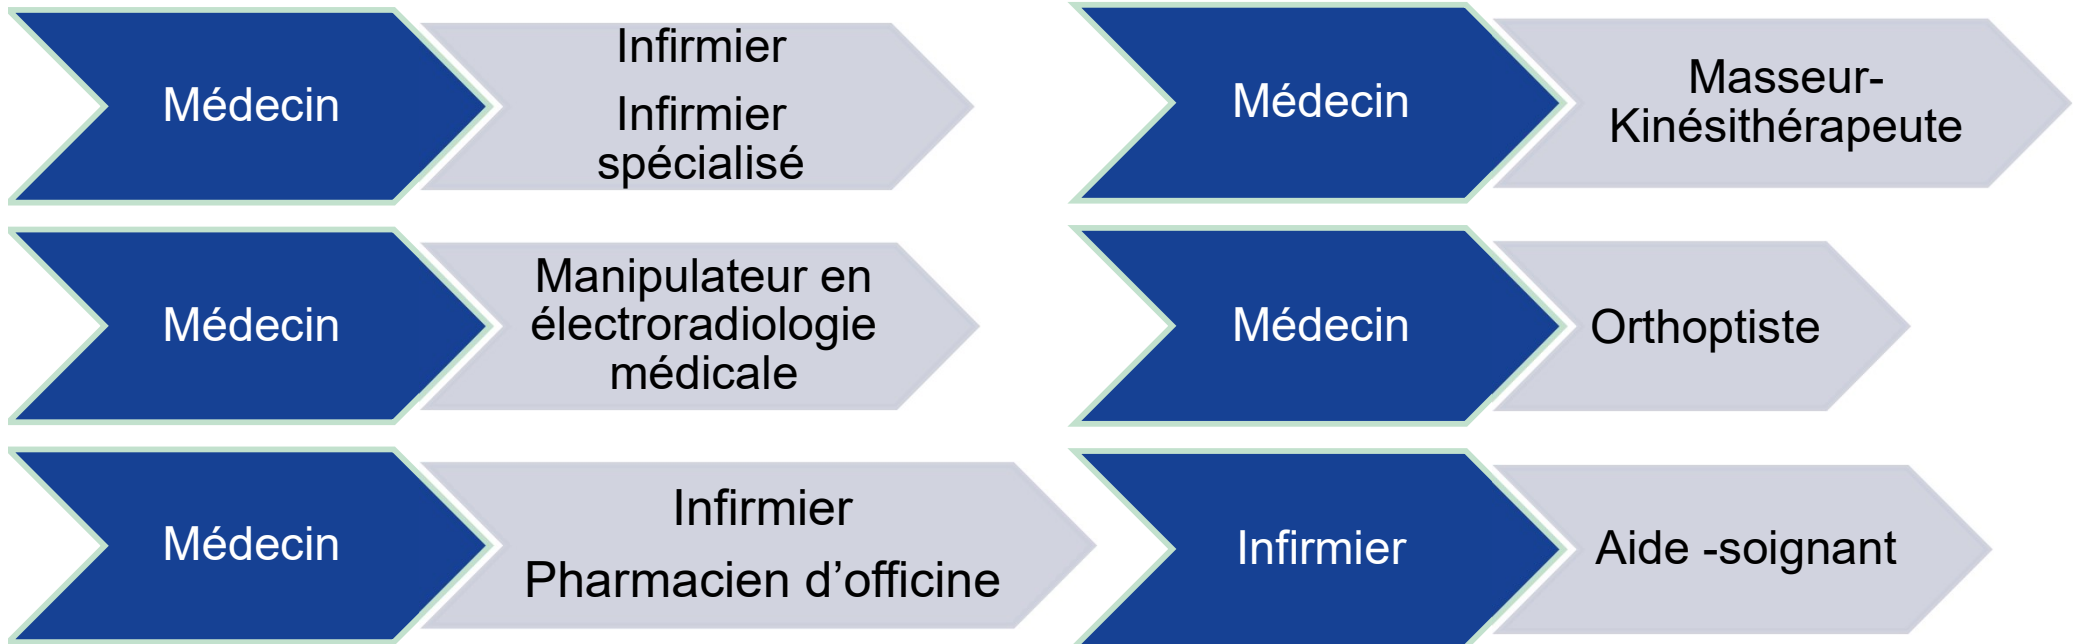 Médecin
Infirmier
Infirmier
spécialisé
Médecin
Masseur-
Kinésithérapeute
Médecin
Manipulateur en
électroradiologie
médicale
Médecin
Orthoptiste
Médecin
Infirmier
Pharmacien d’officine
Infirmier
Aide -soignant